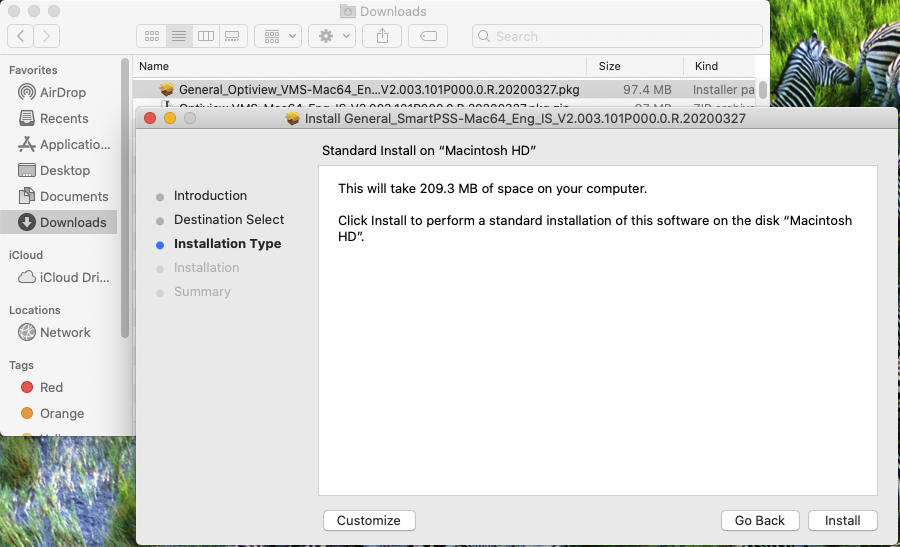 Downloads
Search
Favorites
AirDrop
Recents
Applicatio...
Desktop
Documents
Downloads
iCloud
iCloud Dri...
Locations
Network
Tags
Red
Orange
Name Size Kind
General_Optiview_VMS-Mac64_En...V2.003.101P000.0.R.20200327.pkg 97.4 MB Installer pa
Install General_SmartPSS-Mac64_Eng_IS_V2.003.101P000.0.R.20200327
Introduction
Destination Select
Installation Type
Installation
Summary
Standard Install on “Macintosh HD”
This will take 209.3 MB of space on your computer.
Click Install to perform a standard installation of this software on the disk “Macintosh
HD”.
Customize
Go Back
Install